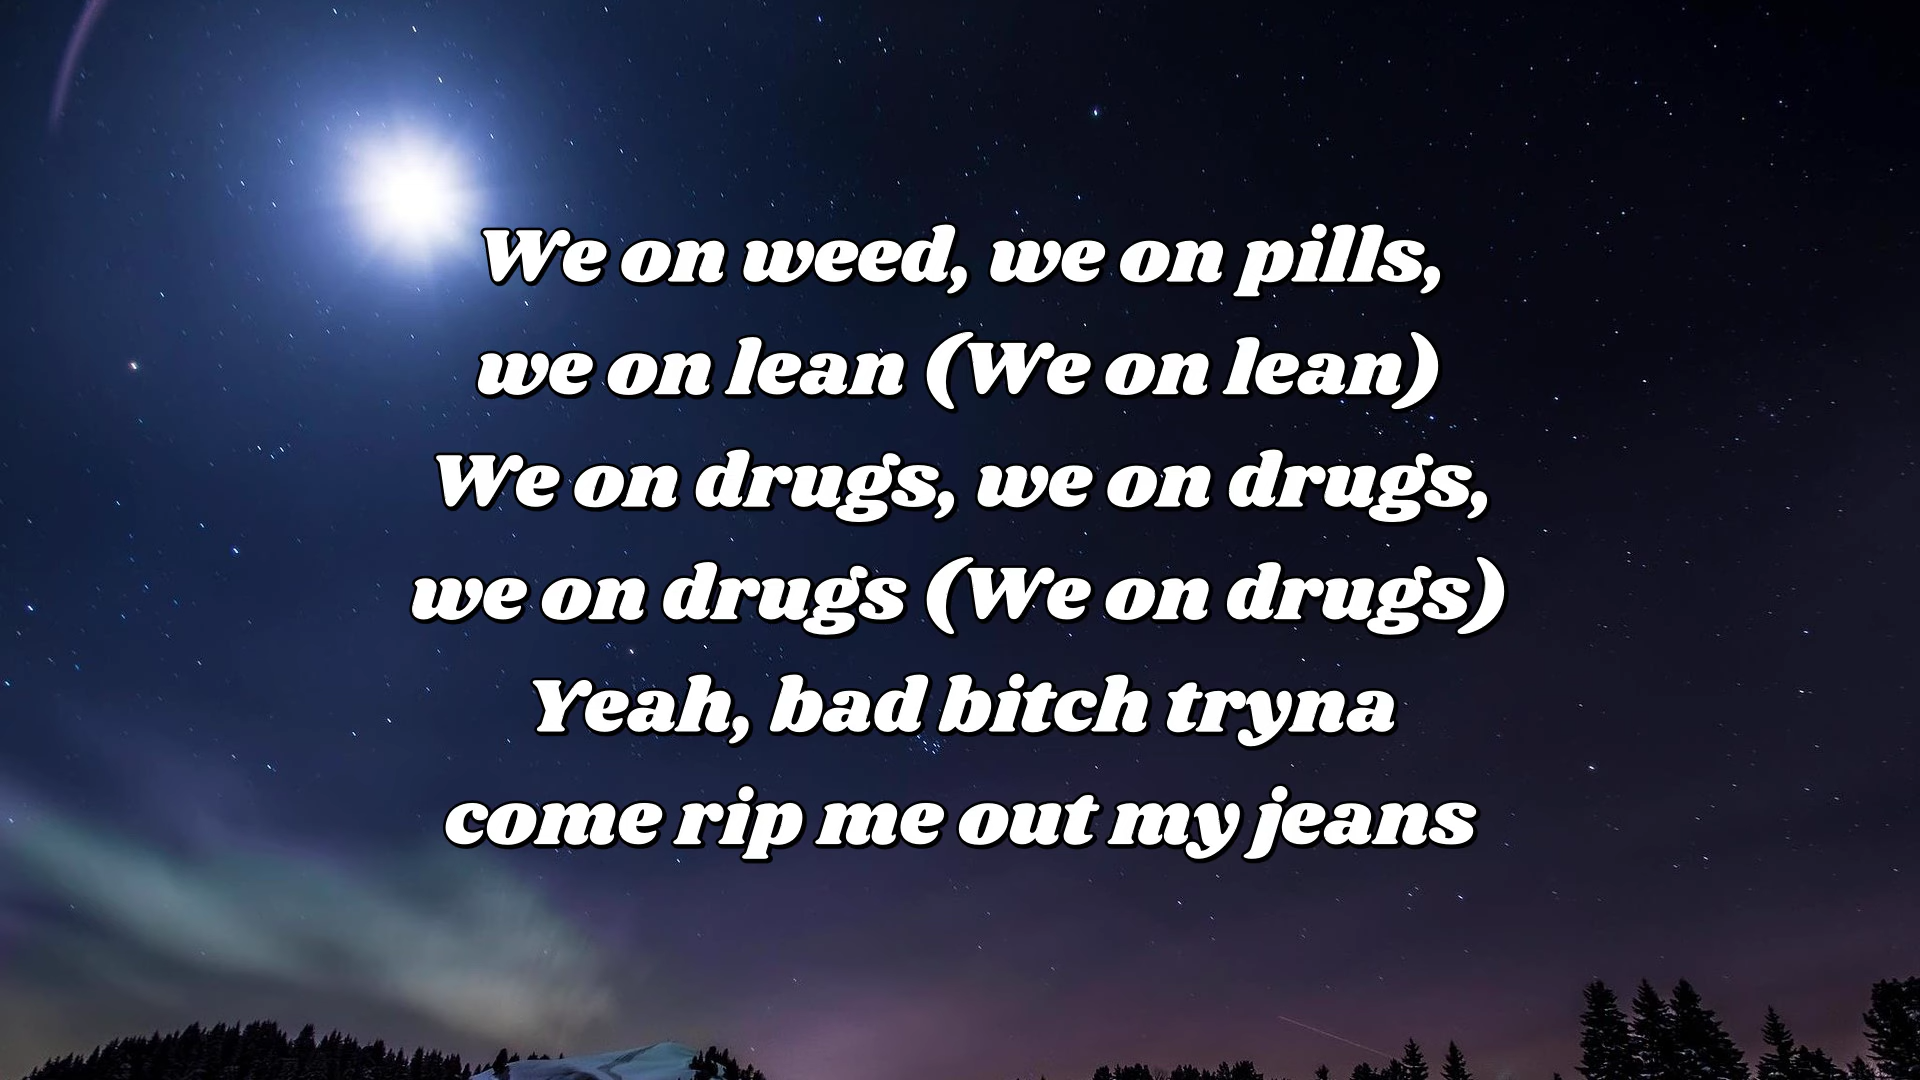 We on weed, we on pills,
we on lean (We on lean)
We on drugs, we on drugs,
we on drugs (We on drugs)
Yeah, bad bitch tryna
come rip me out my jeans